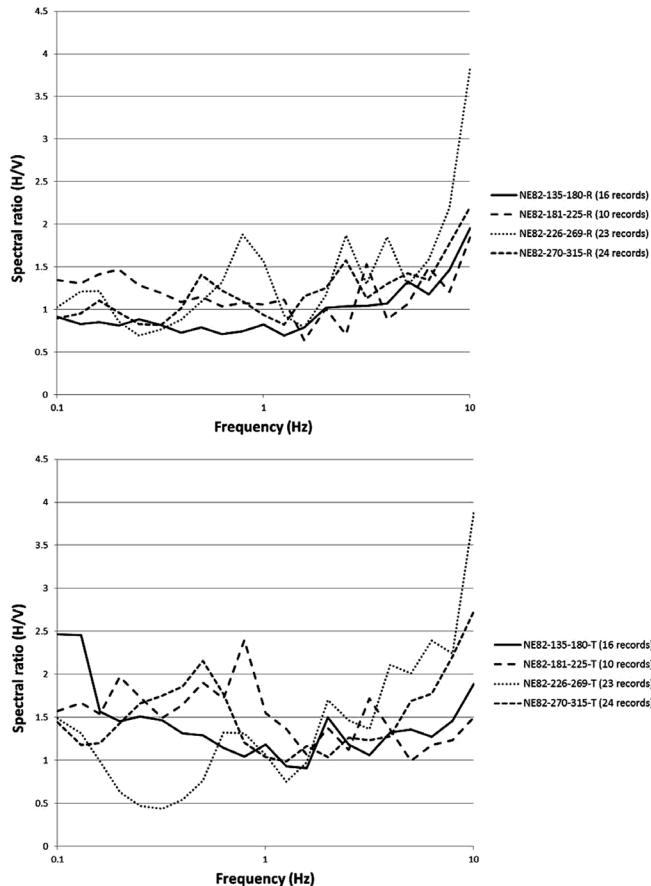 4.5
4
3.5
3
2.5
2
1.5
1
0.5
0
Spectral ratio (H/V)
0.1
1
10
Frequency (Hz)
NE82-135-180-R (16 records)
NE82-181-225-R (10 records)
NE82-226-269-R (23 records)
NE82-270-315-R (24 records)
4.5
4
3.5
3
2.5
2
1.5
1
0.5
0
Spectral ratio (H/V)
0.1
1
10
Frequency (Hz)
NE82-135-180-T (16 records)
NE82-181-225-T (10 records)
NE82-226-269-T (23 records)
NE82-270-315-T (24 records)